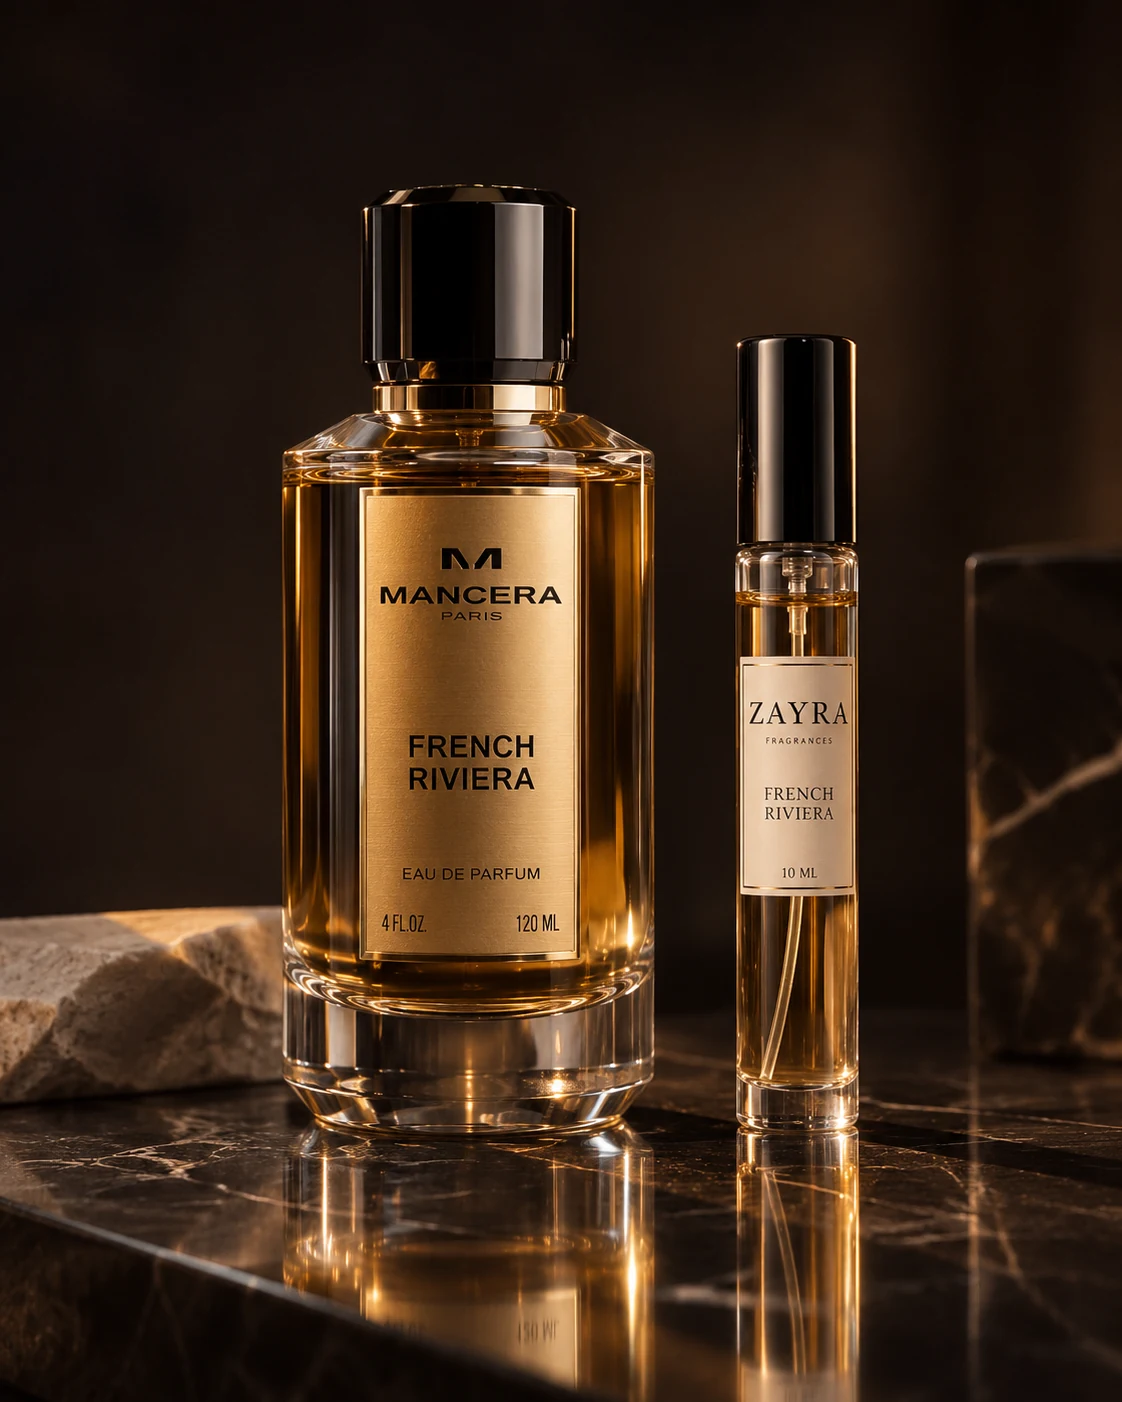 M
MANCERA
PARIS
FRENCH
RIVIERA
EAU DE PARFUM
4 FL.OZ. 120 ML
ZAYRA
FRAGRANCES
FRENCH
RIVIERA
10 ML